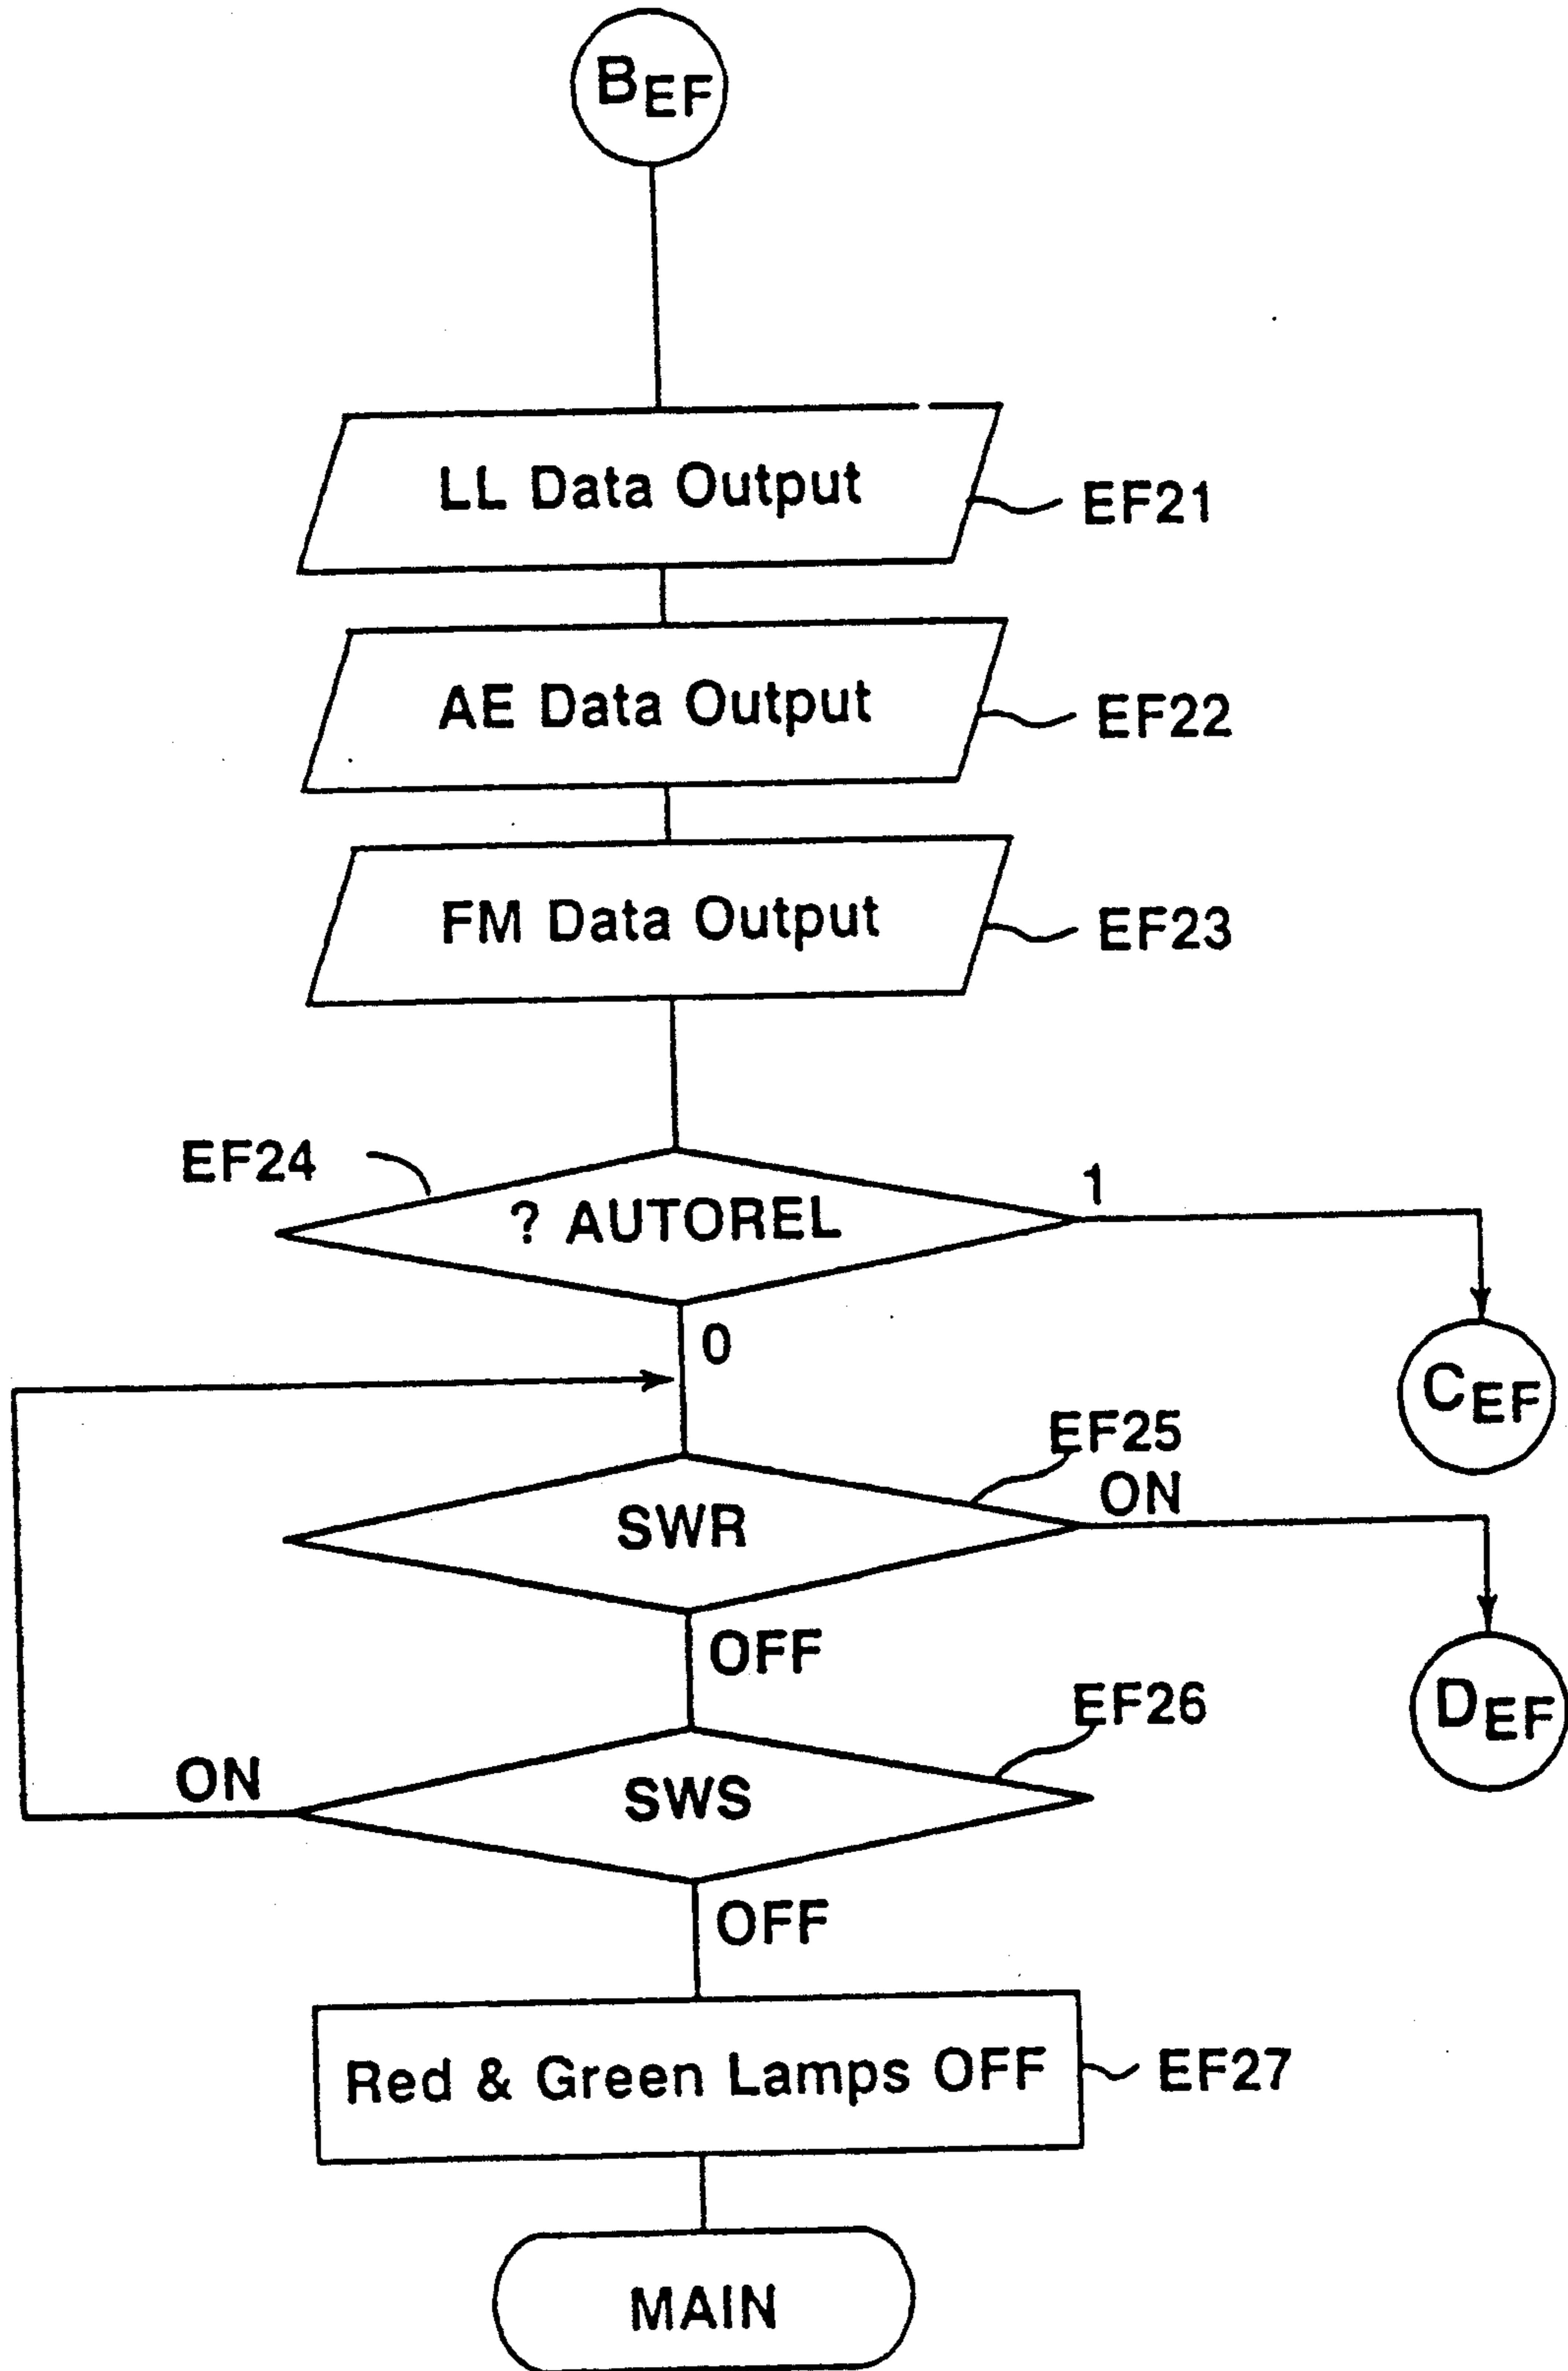 BEF
LL Data Output
EF21
AE Data Output
EF22
FM Data Output
EF23
EF24
? AUTOREL
1
0
CEF
EF25
SWR
ON
OFF
DEF
EF26
ON
SWS
OFF
Red & Green Lamps OFF
EF27
MAIN